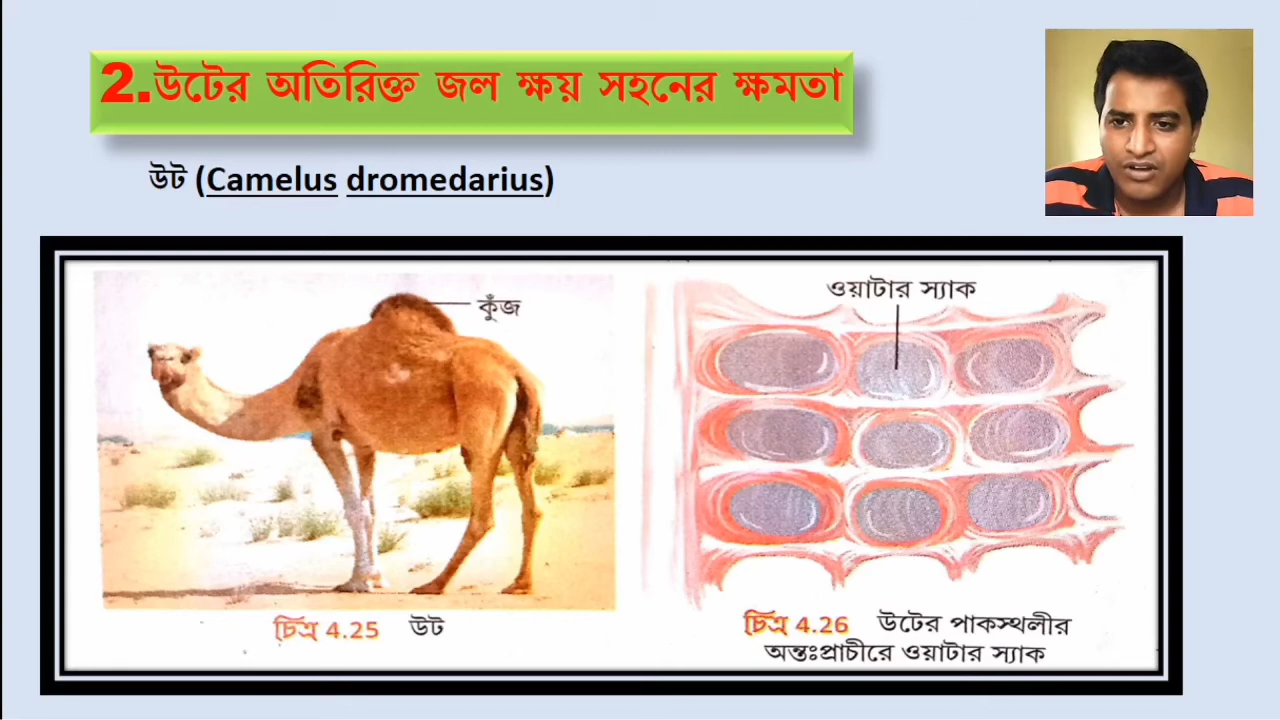 2.উটের অতিরিক্ত জল ক্ষয় সহনের ক্ষমতা
উট (Camelus dromedarius)
কুঁজ
ওয়াটার স্যাক
চিত্র 4.25 উট
চিত্র 4.26 উটের পাকস্থলীর
অন্তঃপ্রাচীরে ওয়াটার স্যাক